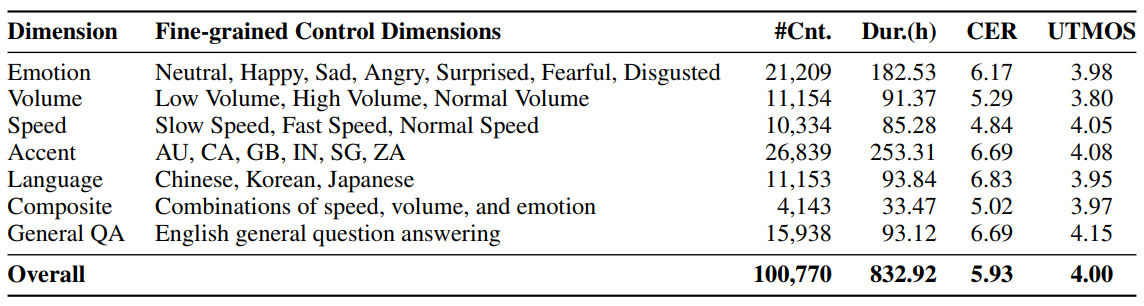 Dimension Fine-grained Control Dimensions #Cnt. Dur.(h) CER UTMOS
Emotion Neutral, Happy, Sad, Angry, Surprised, Fearful, Disgusted 21,209 182.53 6.17 3.98
Volume Low Volume, High Volume, Normal Volume 11,154 91.37 5.29 3.80
Speed Slow Speed, Fast Speed, Normal Speed 10,334 85.28 4.84 4.05
Accent AU, CA, GB, IN, SG, ZA 26,839 253.31 6.69 4.08
Language Chinese, Korean, Japanese 11,153 93.84 6.83 3.95
Composite Combinations of speed, volume, and emotion 4,143 33.47 5.02 3.97
General QA English general question answering 15,938 93.12 6.69 4.15
Overall 100,770 832.92 5.93 4.00